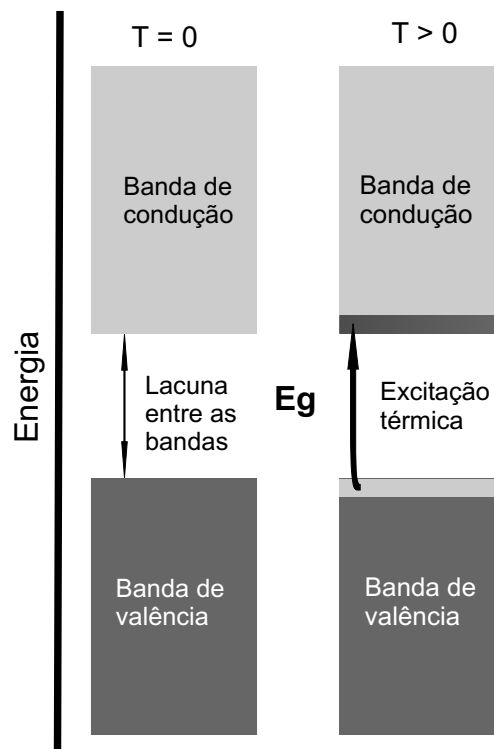 T = 0
T > 0
Banda de
condução
Banda de
condução
Energia
Lacuna
entre as
bandas
Eg
Excitação
térmica
Banda de
valência
Banda de
valência